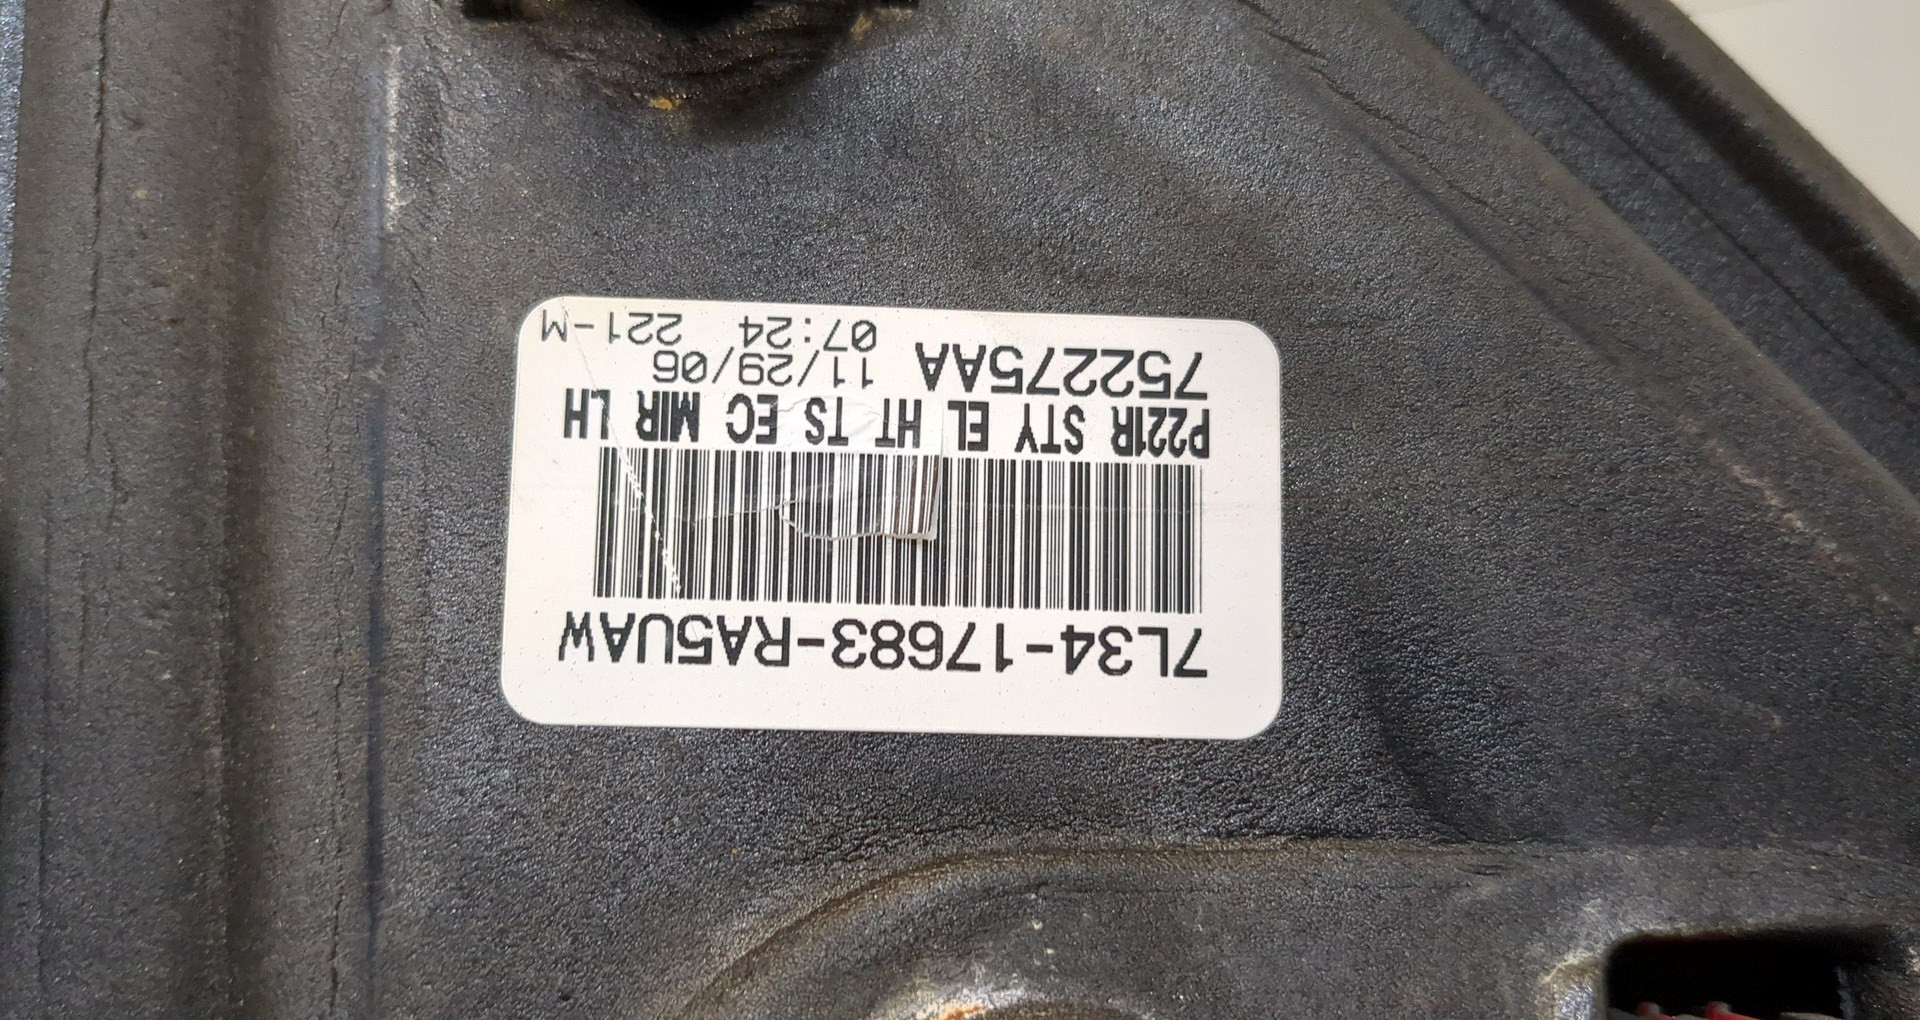 7L34-17683-RA5UAW
P221R STY EL HT TS EC MIR LH
752275AA 11/29/06
07:24 221-M